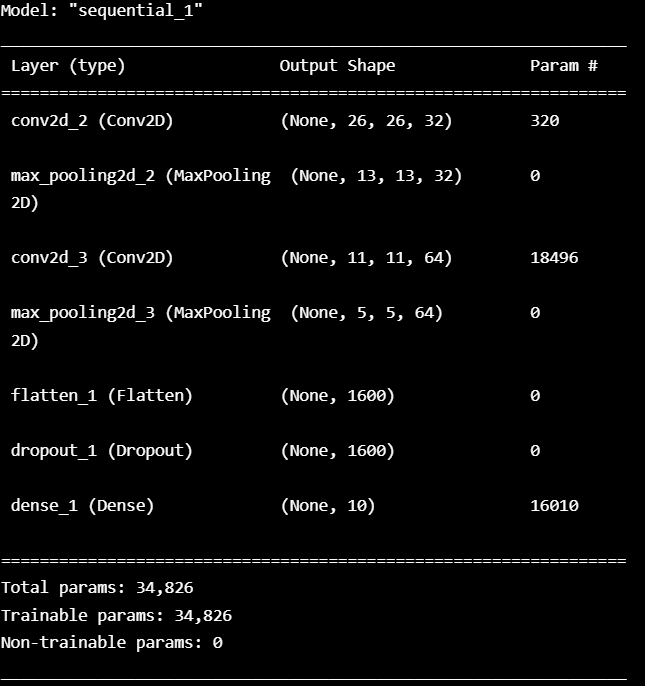 Model: "sequential_1"
_________________________________________________________________
 Layer (type)                Output Shape              Param #
=================================================================
 conv2d_2 (Conv2D)           (None, 26, 26, 32)        320
 max_pooling2d_2 (MaxPooling  (None, 13, 13, 32)       0
 2D)
 conv2d_3 (Conv2D)           (None, 11, 11, 64)        18496
 max_pooling2d_3 (MaxPooling  (None, 5, 5, 64)         0
 2D)
 flatten_1 (Flatten)         (None, 1600)              0
 dropout_1 (Dropout)         (None, 1600)              0
 dense_1 (Dense)             (None, 10)                16010
=================================================================
Total params: 34,826
Trainable params: 34,826
Non-trainable params: 0
_________________________________________________________________